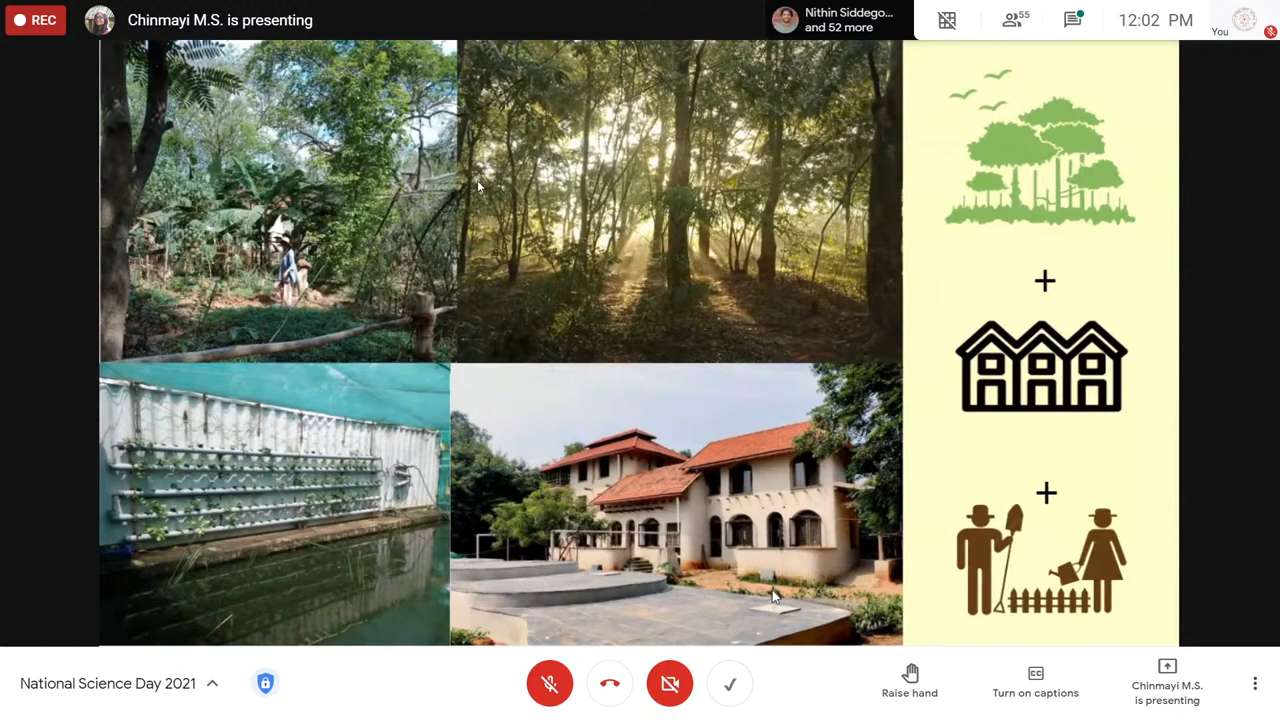 REC
Chinmayi M.S. is presenting
Nithin Siddego...
and 52 more
55
12:02 PM
You
National Science Day 2021
Raise hand
CC
Turn on captions
Chinmayi M.S.
is presenting